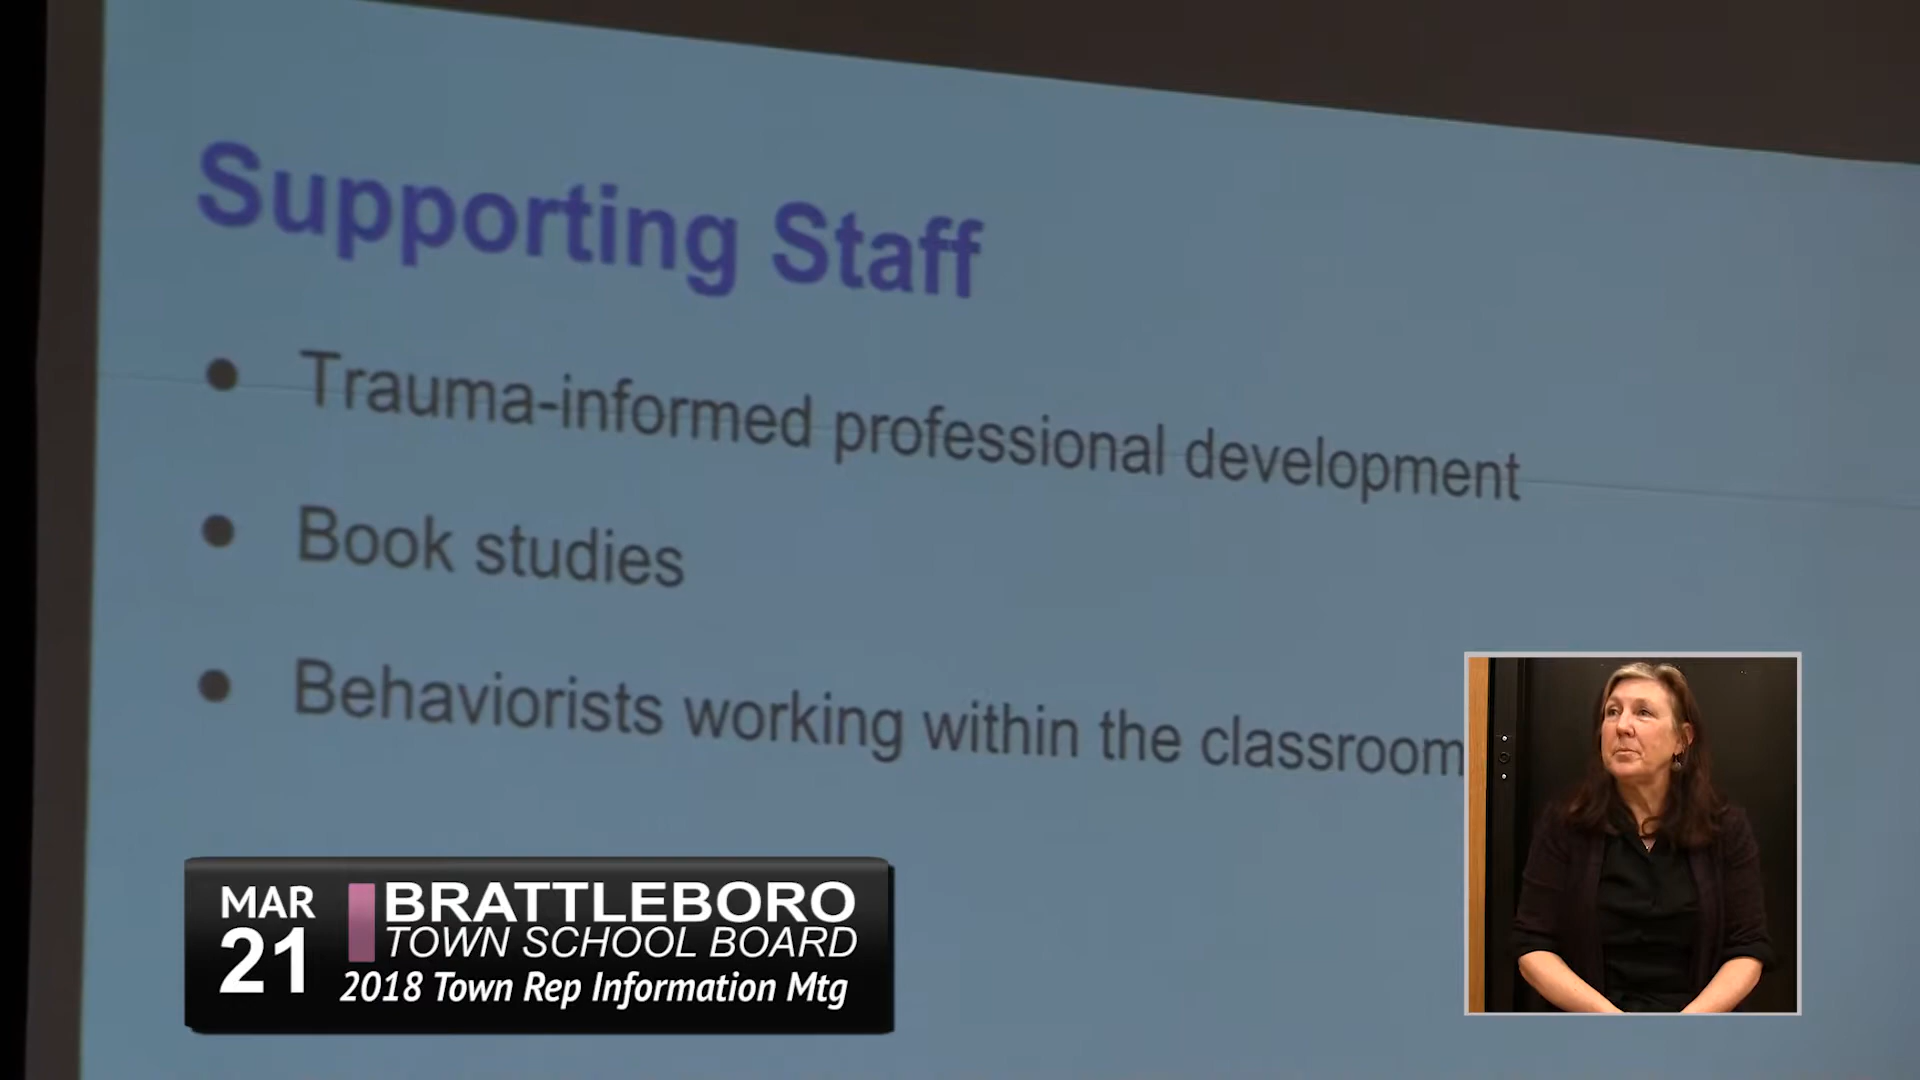 Supporting Staff
● Trauma-informed professional development
● Book studies
● Behaviorists working within the classroom
MAR
21
BRATTLEBORO
TOWN SCHOOL BOARD
2018 Town Rep Information Mtg